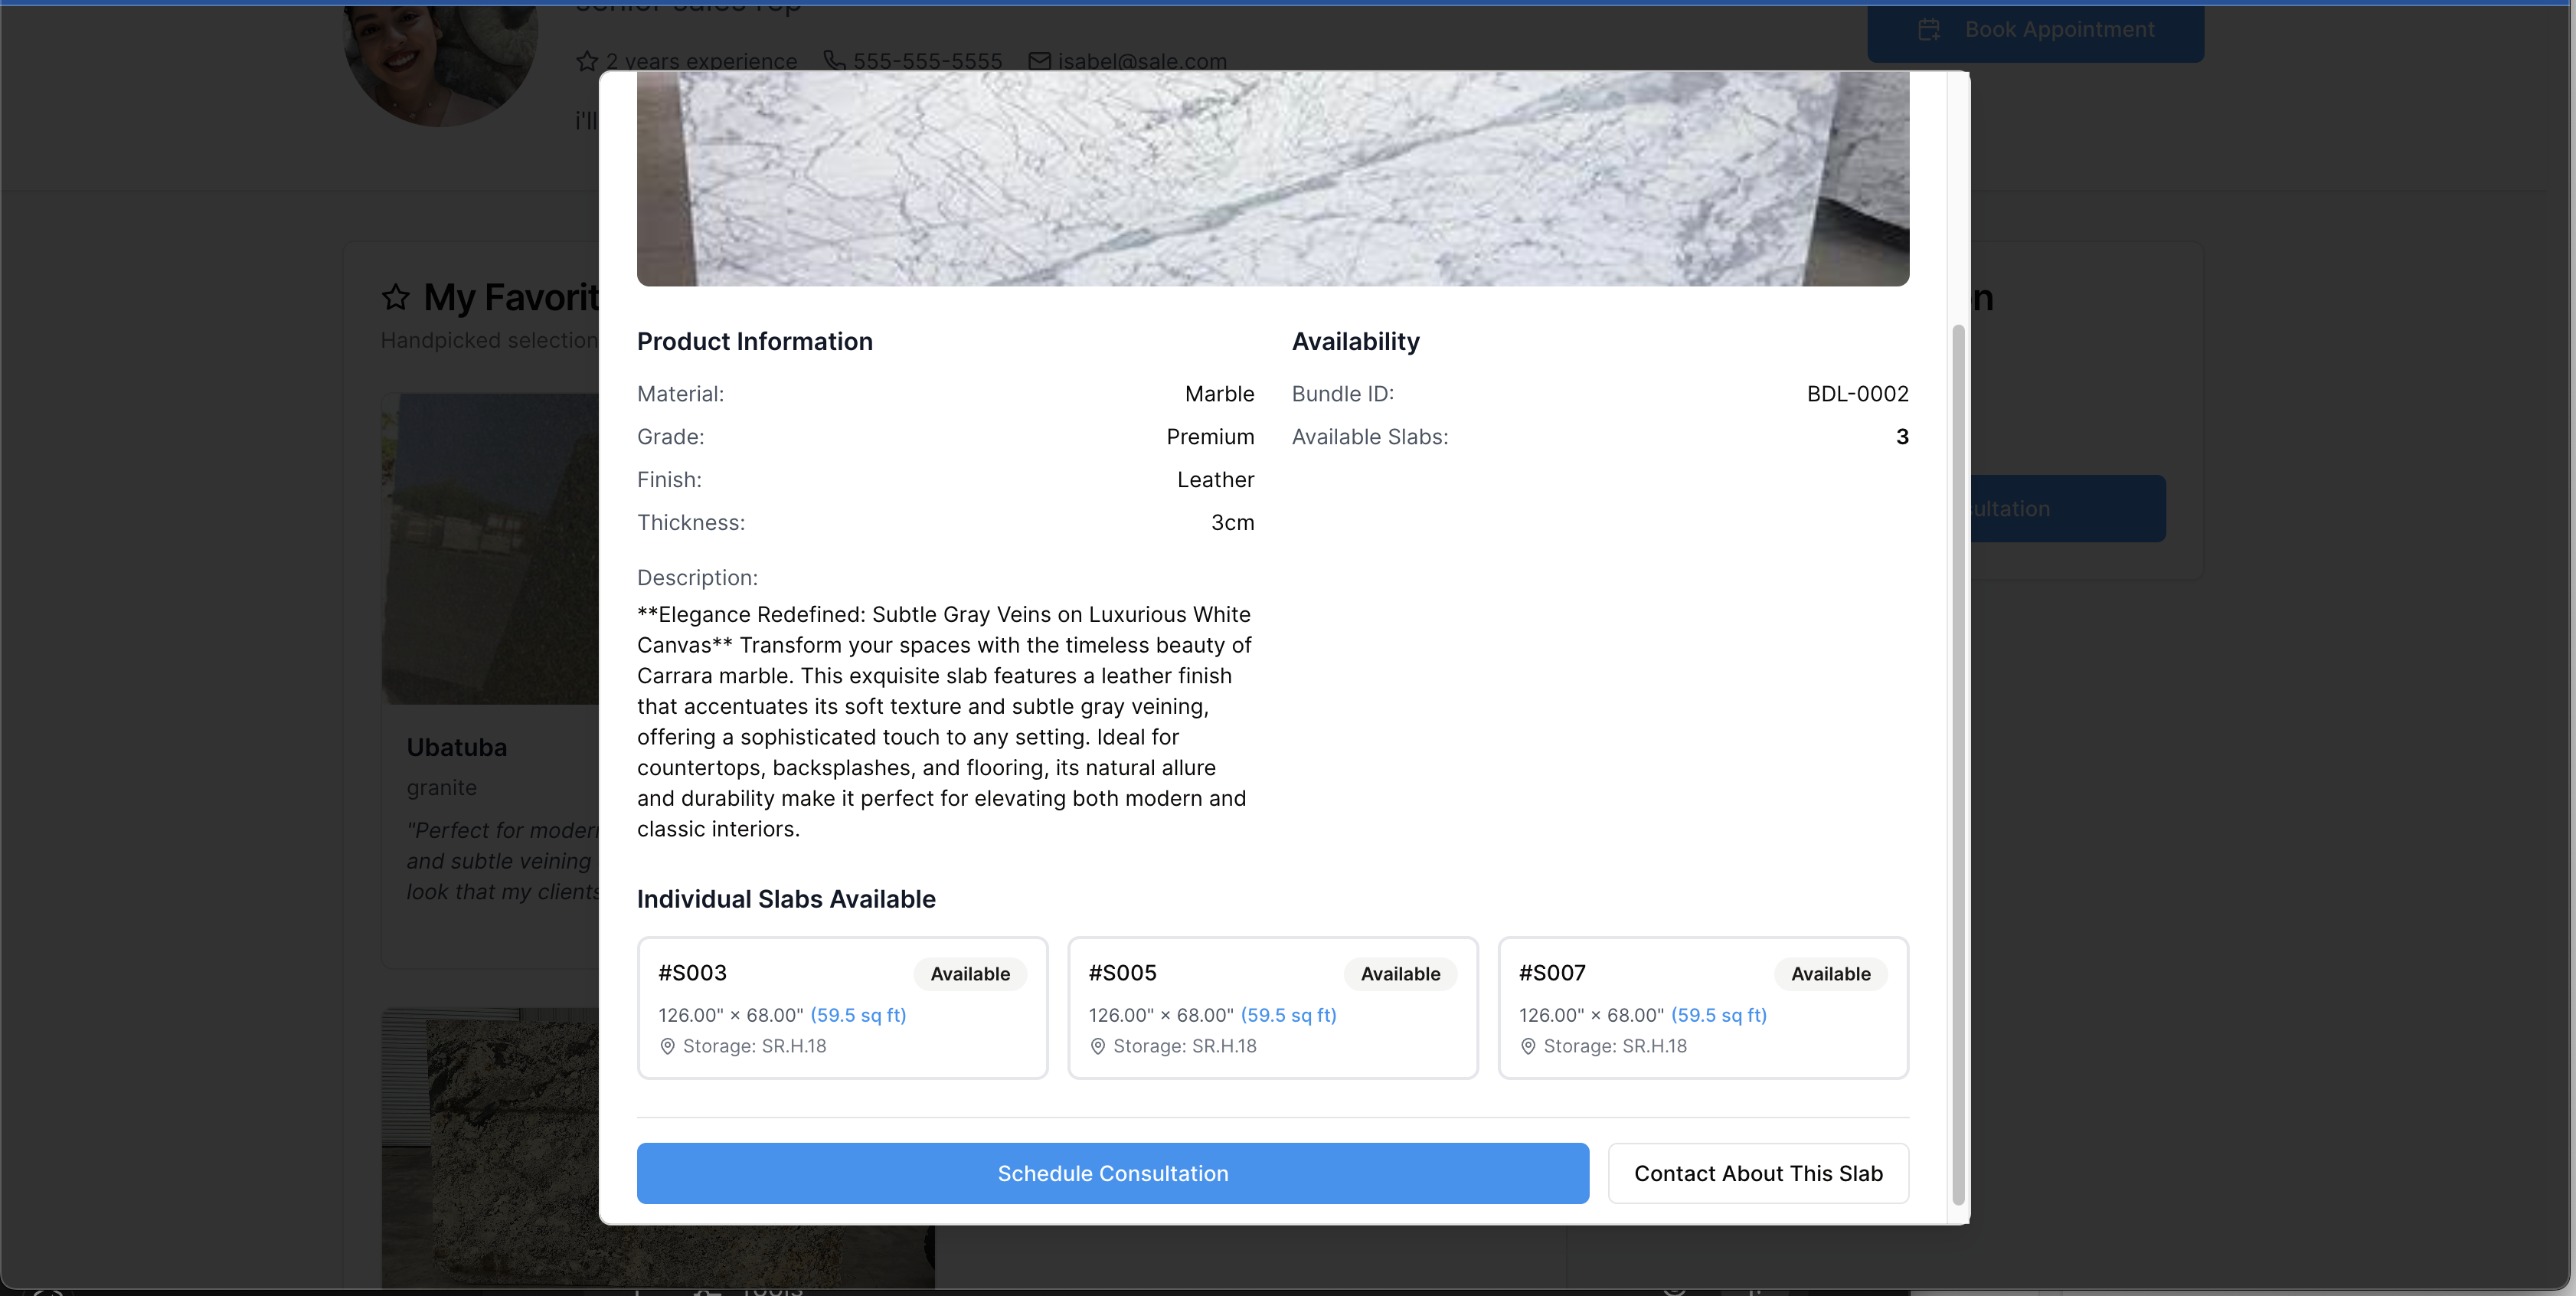 senior sales rep
Book Appointment
2 years experience 555-555-5555 isabel@sale.com
i'll
My Favorit
Handpicked selection
Ubatuba
granite
"Perfect for moder
and subtle veining
look that my clients
Product Information
Material: Marble
Grade: Premium
Finish: Leather
Thickness: 3cm
Description:
**Elegance Redefined: Subtle Gray Veins on Luxurious White
Canvas** Transform your spaces with the timeless beauty of
Carrara marble. This exquisite slab features a leather finish
that accentuates its soft texture and subtle gray veining,
offering a sophisticated touch to any setting. Ideal for
countertops, backsplashes, and flooring, its natural allure
and durability make it perfect for elevating both modern and
classic interiors.
Availability
Bundle ID: BDL-0002
Available Slabs: 3
Individual Slabs Available
#S003 Available
126.00" × 68.00" (59.5 sq ft)
Storage: SR.H.18
#S005 Available
126.00" × 68.00" (59.5 sq ft)
Storage: SR.H.18
#S007 Available
126.00" × 68.00" (59.5 sq ft)
Storage: SR.H.18
Schedule Consultation
Contact About This Slab
n
ultation
Tools